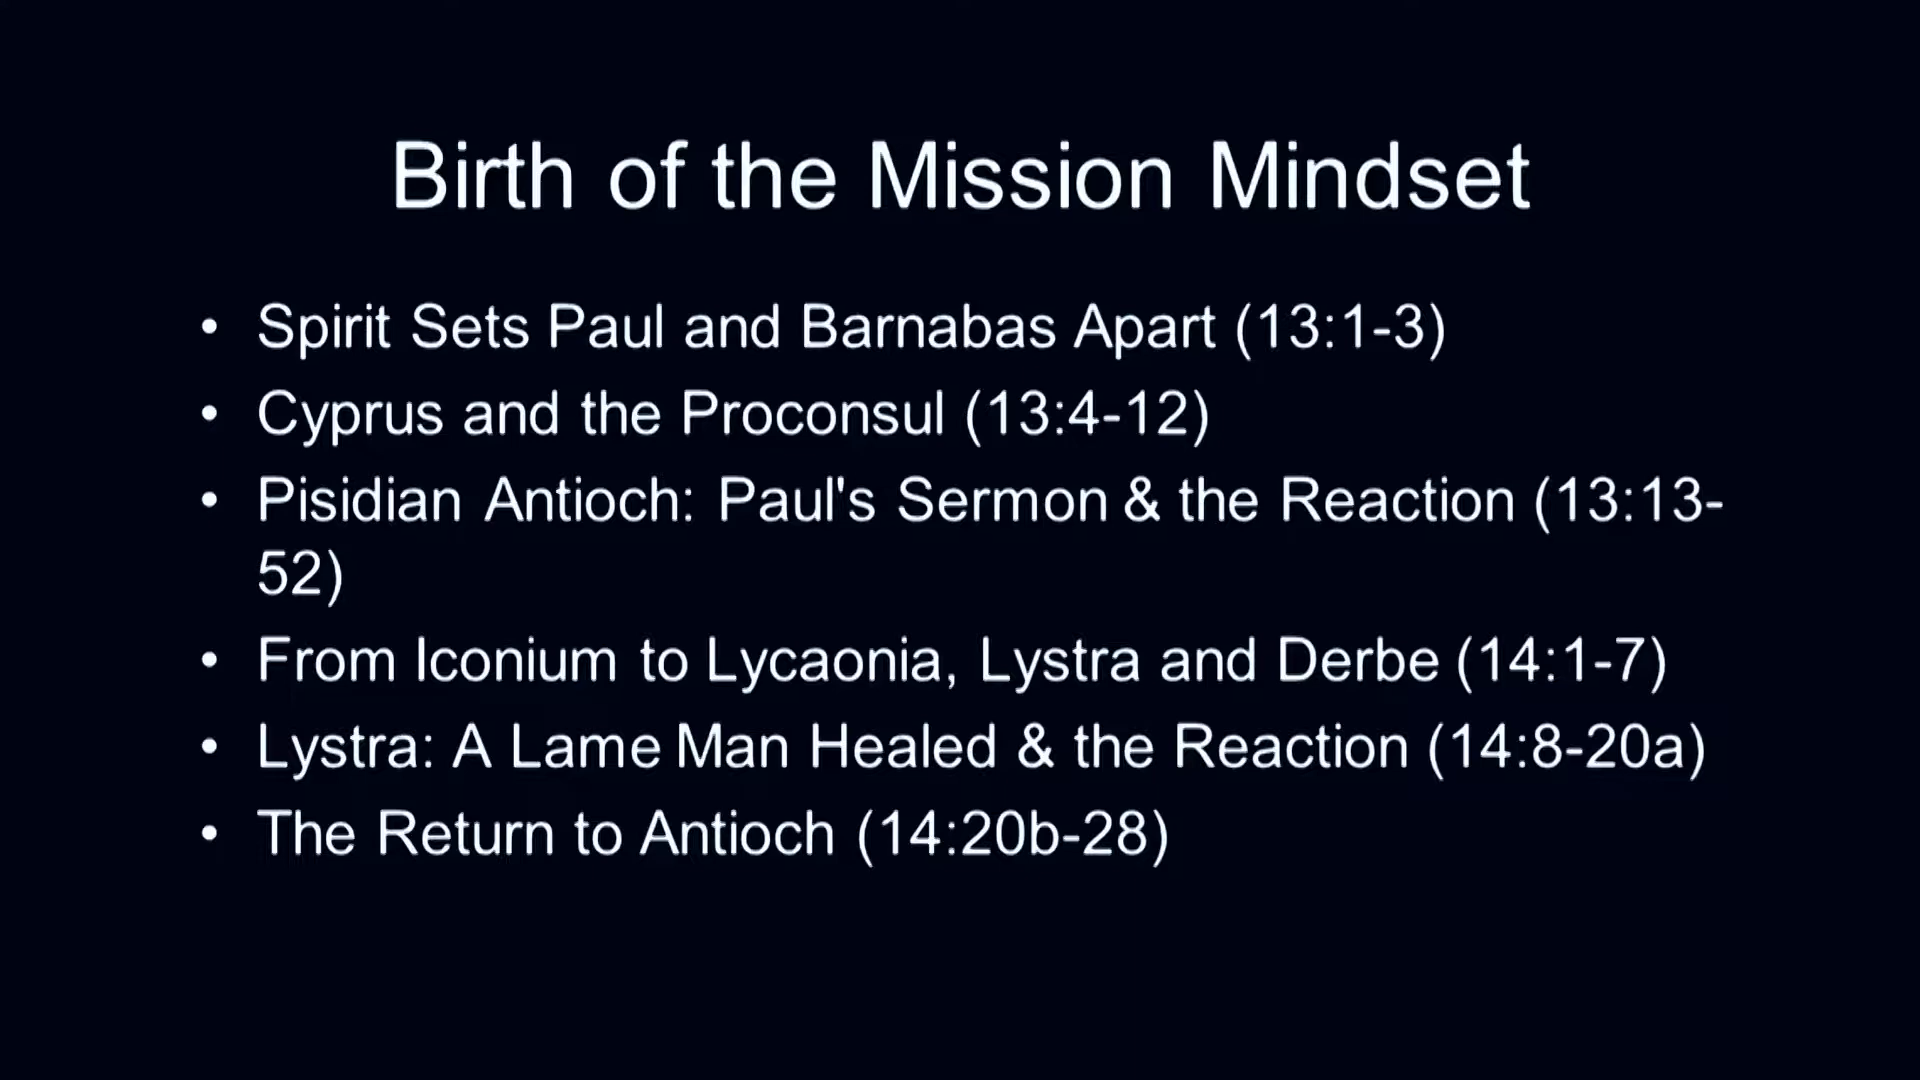 Birth of the Mission Mindset
• Spirit Sets Paul and Barnabas Apart (13:1-3)
• Cyprus and the Proconsul (13:4-12)
• Pisidian Antioch: Paul's Sermon & the Reaction (13:13-
52)
• From Iconium to Lycaonia, Lystra and Derbe (14:1-7)
• Lystra: A Lame Man Healed & the Reaction (14:8-20a)
• The Return to Antioch (14:20b-28)